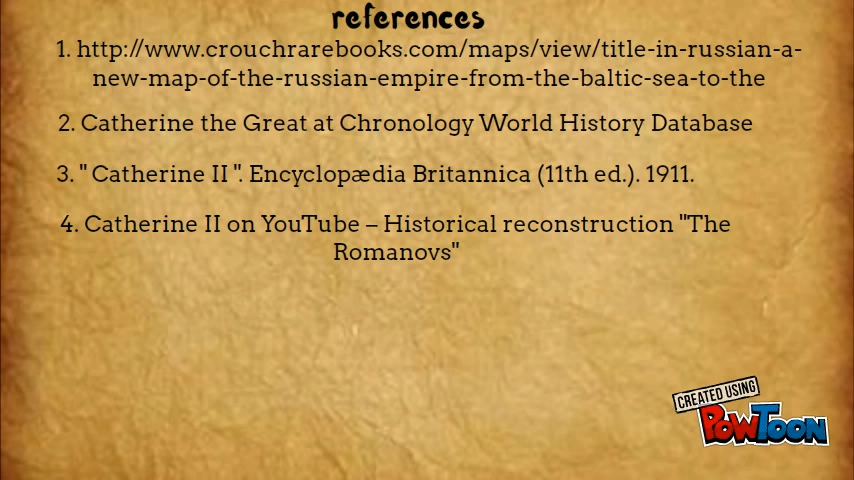 references
1. http://www.crouchrarebooks.com/maps/view/title-in-russian-a-
new-map-of-the-russian-empire-from-the-baltic-sea-to-the
2. Catherine the Great at Chronology World History Database
3. " Catherine II ". Encyclopædia Britannica (11th ed.). 1911.
4. Catherine II on YouTube – Historical reconstruction "The
Romanovs"
CREATED USING
POWTOON